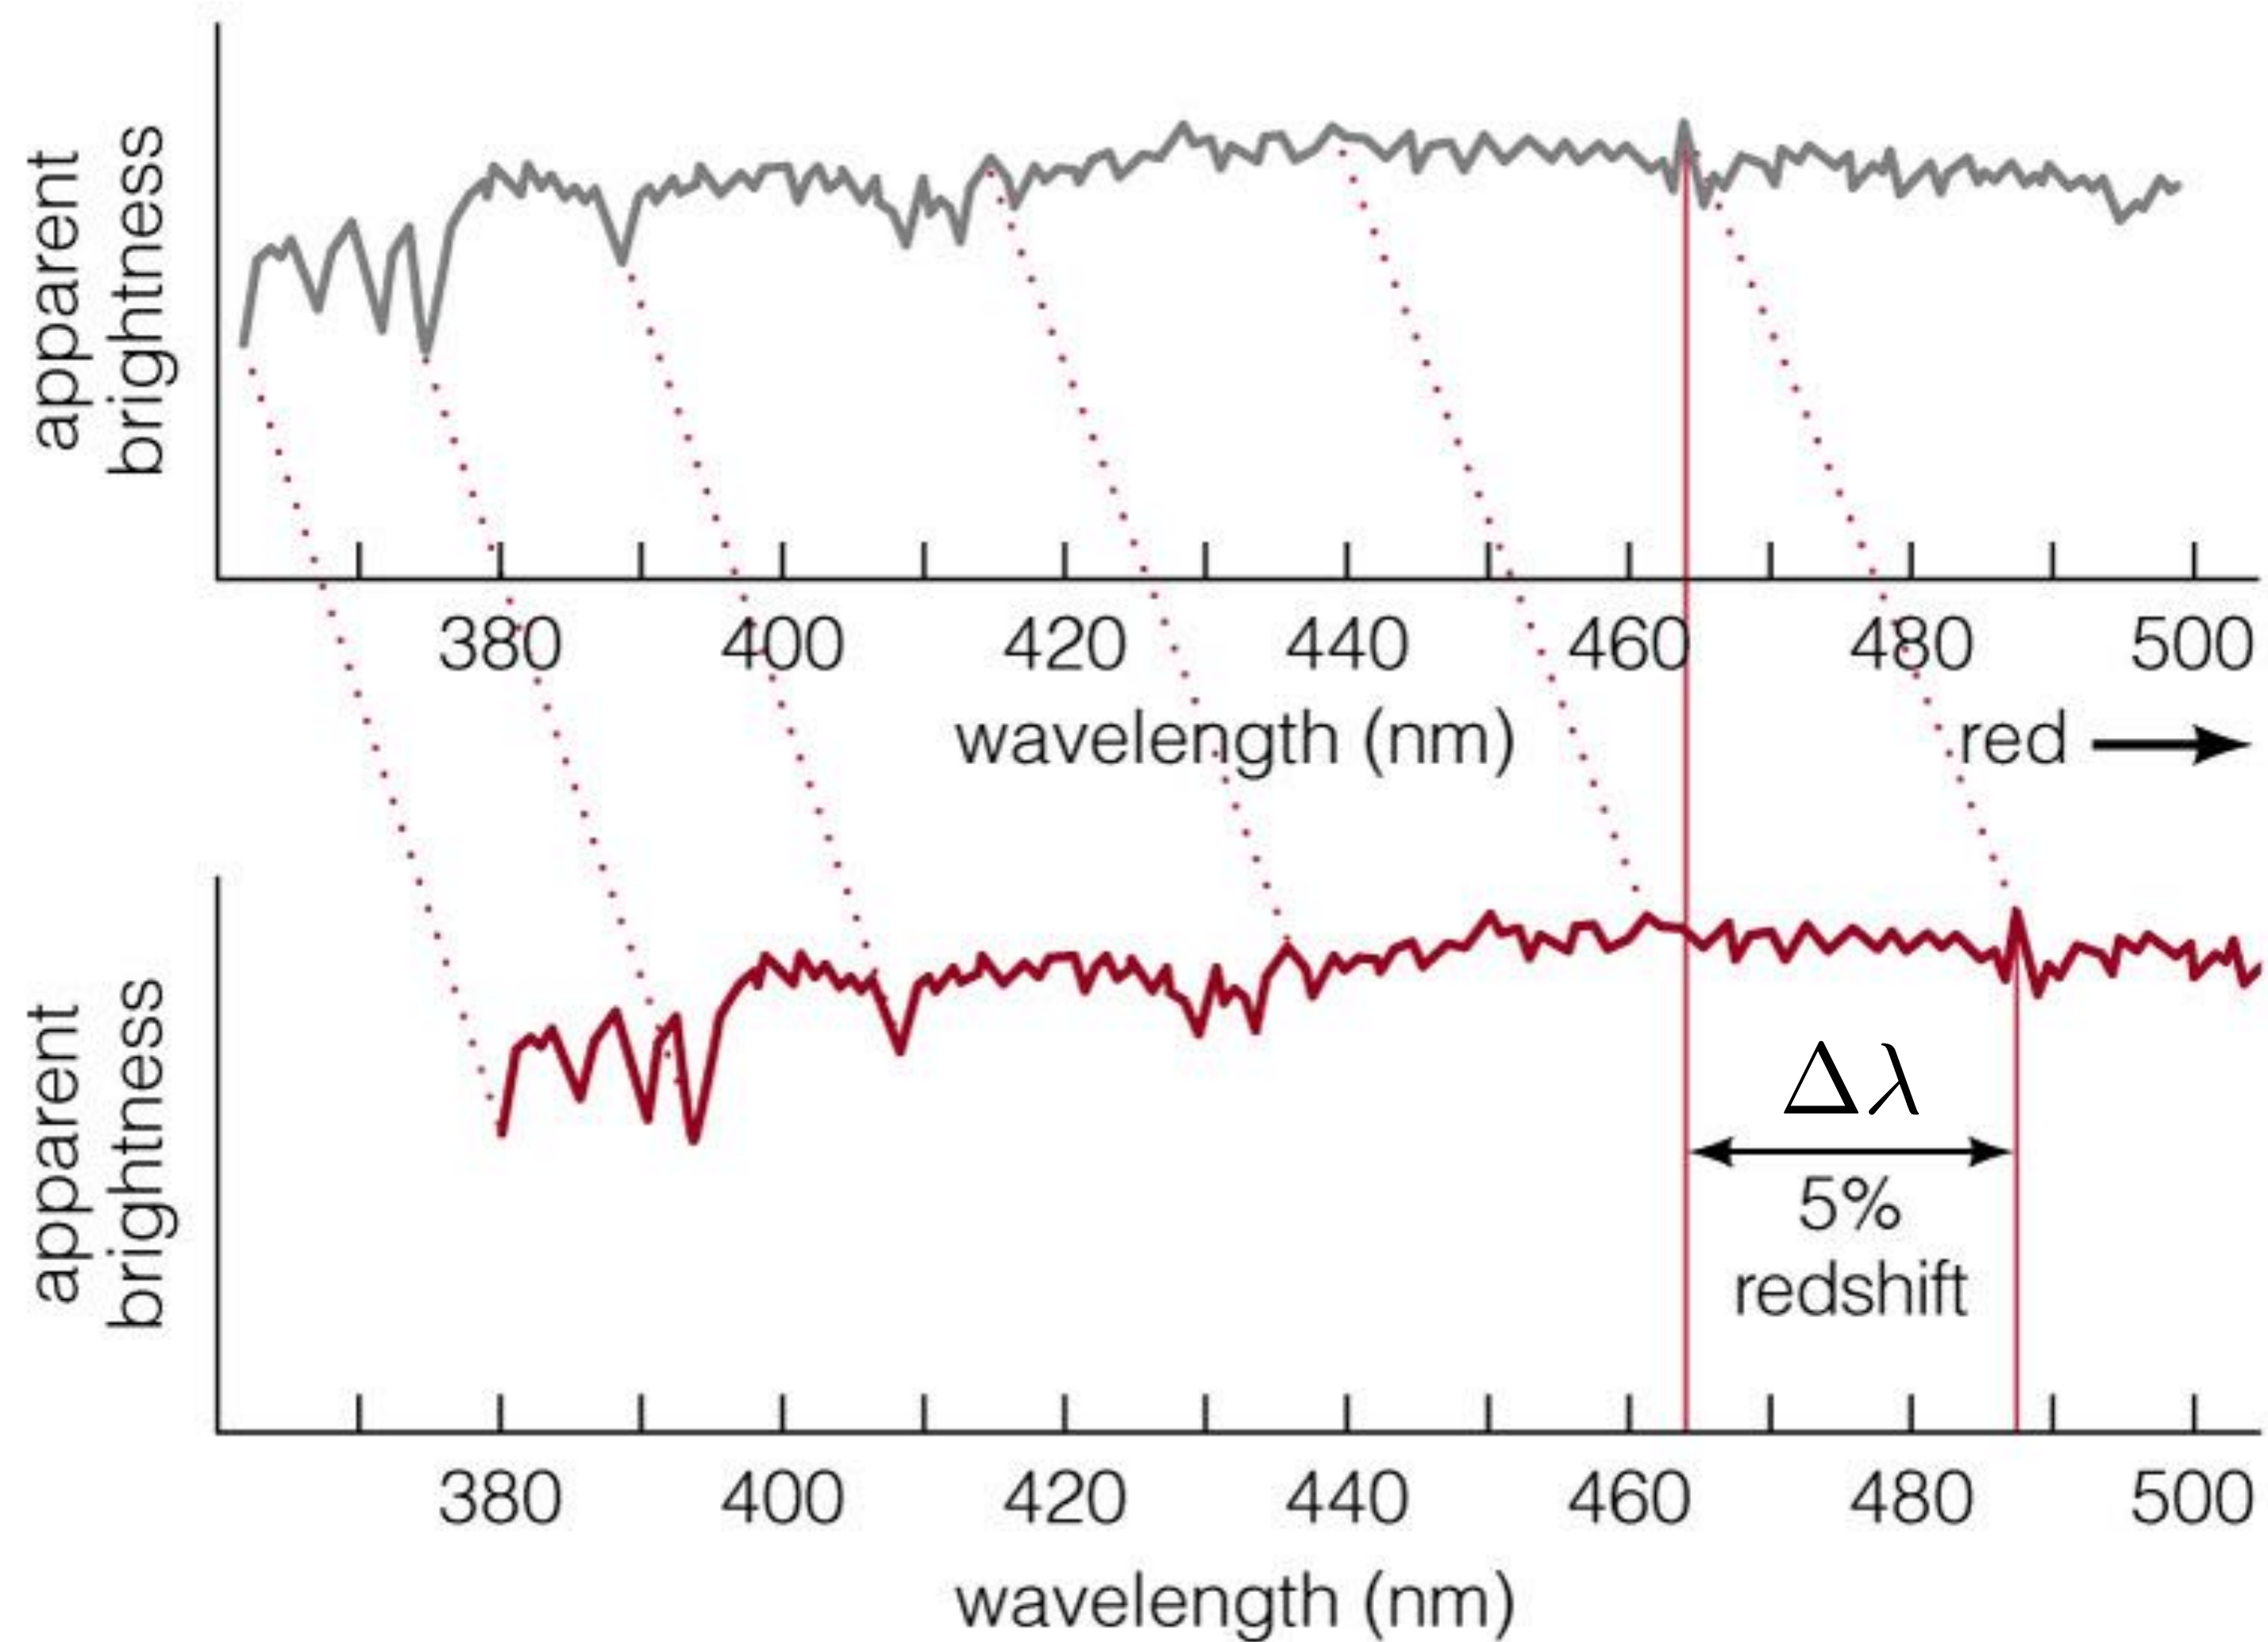 apparent
brightness
380 400 420 440 460 480 500
wavelength (nm)
red
apparent
brightness
Δλ
5%
redshift
380 400 420 440 460 480 500
wavelength (nm)